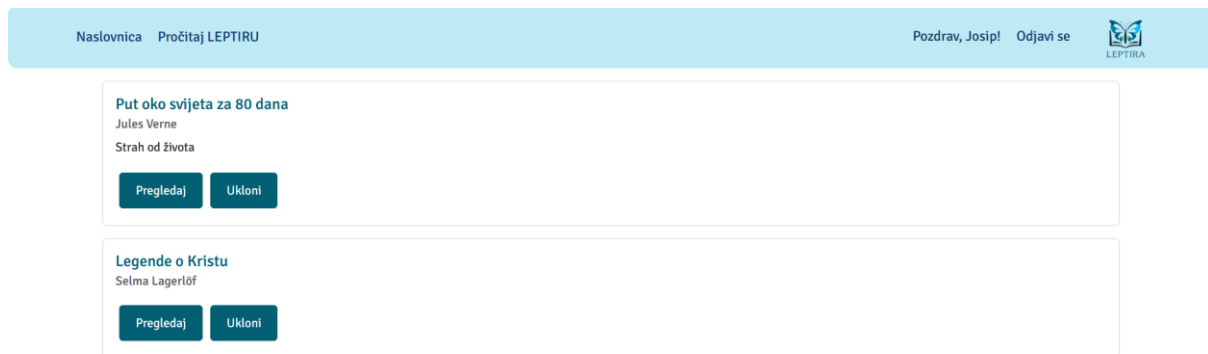 Naslovnica Pročitaj LEPTIRU Pozdrav, Josip! Odjavi se
LEPTIRA
Put oko svijeta za 80 dana
Jules Verne
Strah od života
Pregledaj Ukloni
Legende o Kristu
Selma Lagerlöf
Pregledaj Ukloni